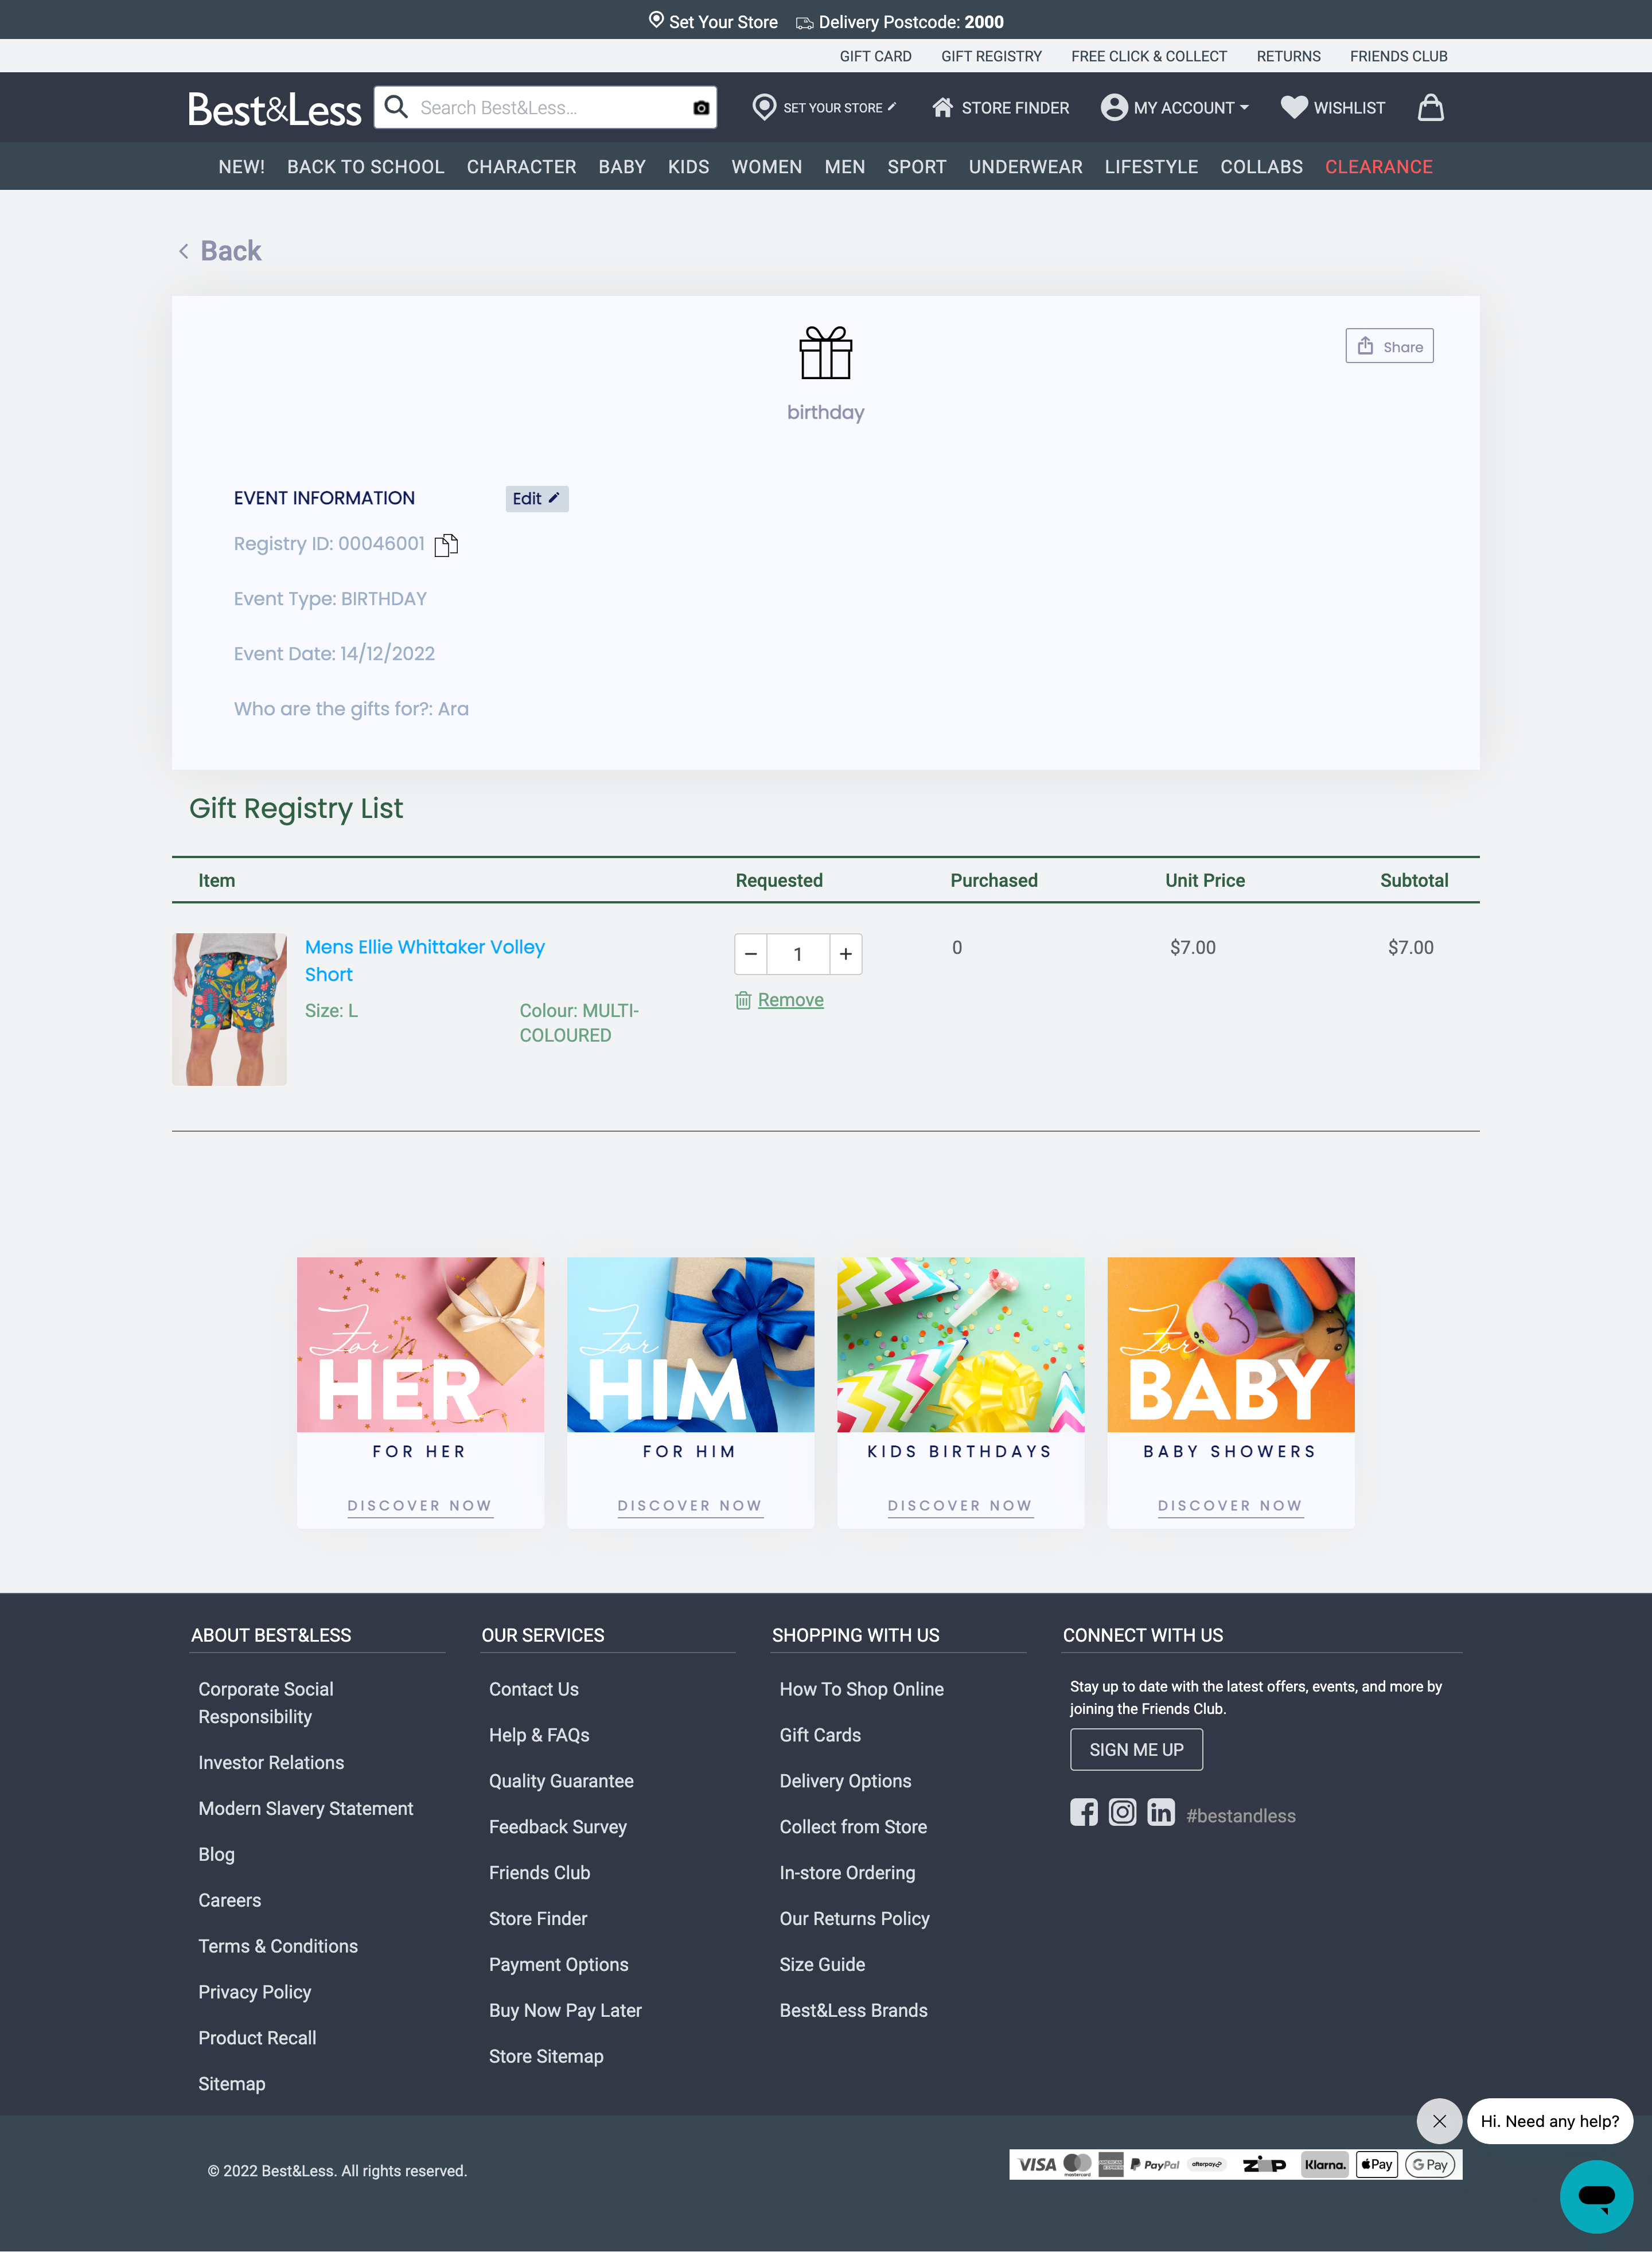 Set Your Store Delivery Postcode: 2000
GIFT CARD GIFT REGISTRY FREE CLICK & COLLECT RETURNS FRIENDS CLUB
Best&Less Search Best&Less... SET YOUR STORE STORE FINDER MY ACCOUNT WISHLIST
NEW! BACK TO SCHOOL CHARACTER BABY KIDS WOMEN MEN SPORT UNDERWEAR LIFESTYLE COLLABS CLEARANCE
Back
Share
birthday
EVENT INFORMATION Edit
Registry ID: 00046001
Event Type: BIRTHDAY
Event Date: 14/12/2022
Who are the gifts for?: Ara
Gift Registry List
Item Requested Purchased Unit Price Subtotal
Mens Ellie Whittaker Volley
Short
Size: L
Colour: MULTI-
COLOURED
− 1 +
Remove
0
$7.00
$7.00
For
HER
FOR HER
DISCOVER NOW
For
HIM
FOR HIM
DISCOVER NOW
KIDS BIRTHDAYS
DISCOVER NOW
For
BABY
BABY SHOWERS
DISCOVER NOW
ABOUT BEST&LESS
Corporate Social
Responsibility
Investor Relations
Modern Slavery Statement
Blog
Careers
Terms & Conditions
Privacy Policy
Product Recall
Sitemap
OUR SERVICES
Contact Us
Help & FAQs
Quality Guarantee
Feedback Survey
Friends Club
Store Finder
Payment Options
Buy Now Pay Later
Store Sitemap
SHOPPING WITH US
How To Shop Online
Gift Cards
Delivery Options
Collect from Store
In-store Ordering
Our Returns Policy
Size Guide
Best&Less Brands
CONNECT WITH US
Stay up to date with the latest offers, events, and more by
joining the Friends Club.
SIGN ME UP
#bestandless
Hi. Need any help?
© 2022 Best&Less. All rights reserved.
VISA mastercard AMERICAN EXPRESS PayPal afterpay ZIP Klarna. Pay G Pay